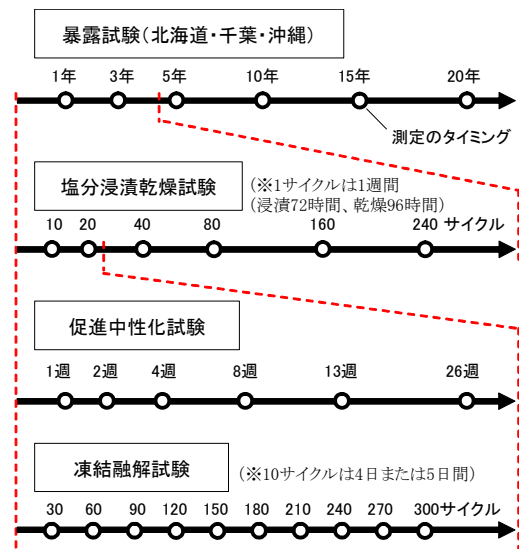 暴露試験(北海道・千葉・沖縄)
1年 3年 5年 10年 15年 20年
測定のタイミング
塩分浸漬乾燥試験
(※1サイクルは1週間
(浸漬72時間、乾燥96時間)
10 20 40 80 160 240 サイクル
促進中性化試験
1週 2週 4週 8週 13週 26週
凍結融解試験
(※10サイクルは4日または5日間)
30 60 90 120 150 180 210 240 270 300サイクル